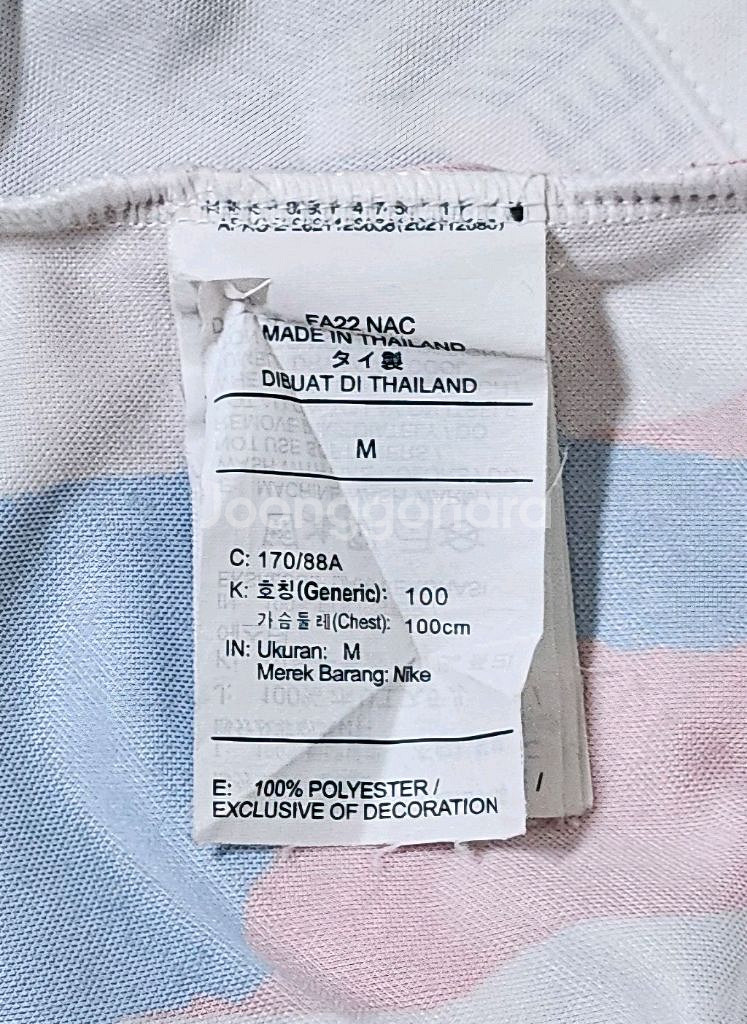 FA22 NAC
MADE IN THAILAND
タイ製
DIBUAT DI THAILAND
M
Joonggonara
C: 170/88A
K: 호칭(Generic): 100
가슴둘레(Chest): 100cm
IN: Ukuran: M
Merek Barang: Nike
E: 100% POLYESTER /
EXCLUSIVE OF DECORATION
/